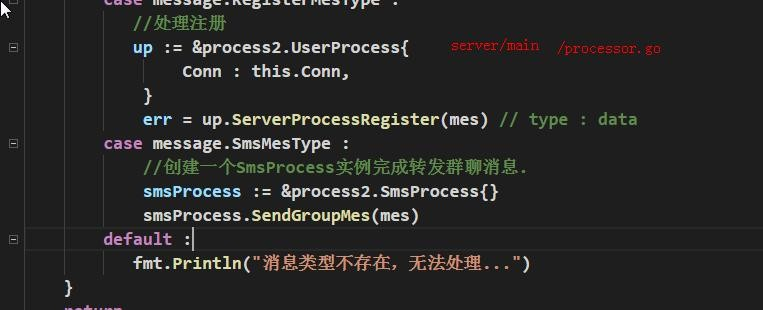 case message.RegisterMesType :
//处理注册
up := &process2.UserProcess{ server/main /processor.go
Conn : this.Conn,
}
err = up.ServerProcessRegister(mes) // type : data
case message.SmsMesType :
//创建一个SmsProcess实例完成转发群聊消息.
smsProcess := &process2.SmsProcess{}
smsProcess.SendGroupMes(mes)
default :
fmt.Println("消息类型不存在，无法处理...")
}
return